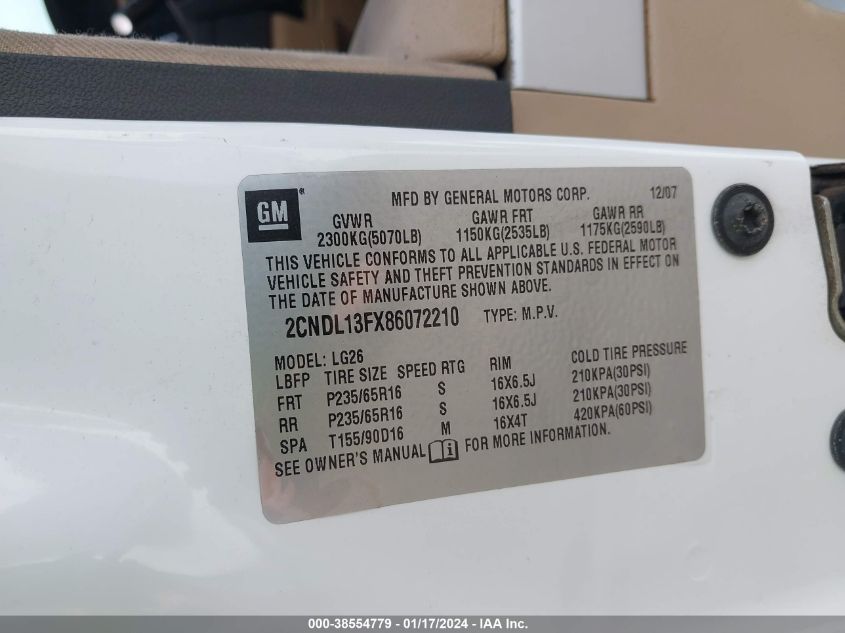 GM®
MFD BY GENERAL MOTORS CORP. 12/07
GVWR GAWR FRT GAWR RR
2300KG(5070LB) 1150KG(2535LB) 1175KG(2590LB)
THIS VEHICLE CONFORMS TO ALL APPLICABLE U.S. FEDERAL MOTOR
VEHICLE SAFETY AND THEFT PREVENTION STANDARDS IN EFFECT ON
THE DATE OF MANUFACTURE SHOWN ABOVE.
2CNDL13FX86072210 TYPE: M.P.V.
MODEL: LG26
LBFP TIRE SIZE SPEED RTG RIM COLD TIRE PRESSURE
FRT P235/65R16 S 16X6.5J 210KPA(30PSI)
RR P235/65R16 S 16X6.5J 210KPA(30PSI)
SPA T155/90D16 M 16X4T 420KPA(60PSI)
SEE OWNER'S MANUAL i FOR MORE INFORMATION.
000-38554779 - 01/17/2024 - IAA Inc.